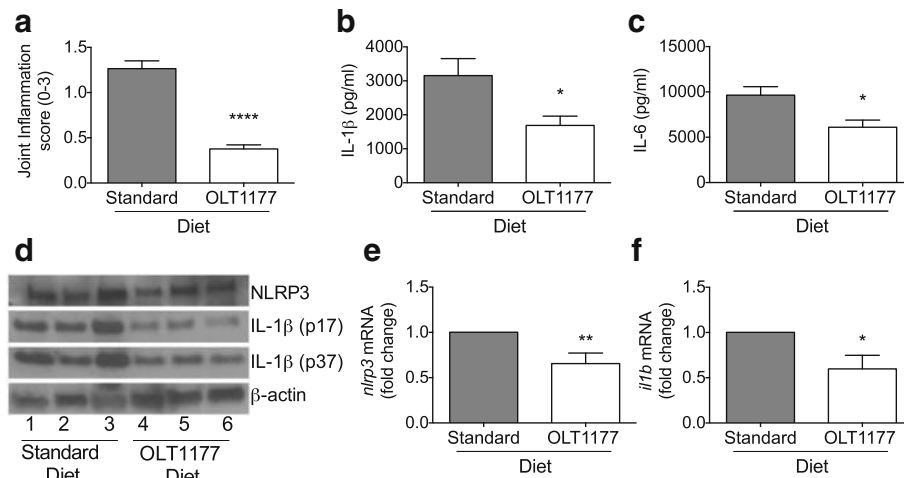 a
Joint Inflammation
score (0-3)
1.5
1.0
0.5
0.0
****
Standard
OLT1177
Diet
b
IL-1β (pg/ml)
4000
3000
2000
1000
0
*
Standard
OLT1177
Diet
c
IL-6 (pg/ml)
15000
10000
5000
0
*
Standard
OLT1177
Diet
d
NLRP3
IL-1β (p17)
IL-1β (p37)
β-actin
1 2 3 4 5 6
Standard
Diet
OLT1177
Diet
e
nlrp3 mRNA
(fold change)
1.5
1.0
0.5
0.0
**
Standard
OLT1177
Diet
f
il1b mRNA
(fold change)
1.5
1.0
0.5
0.0
*
Standard
OLT1177
Diet